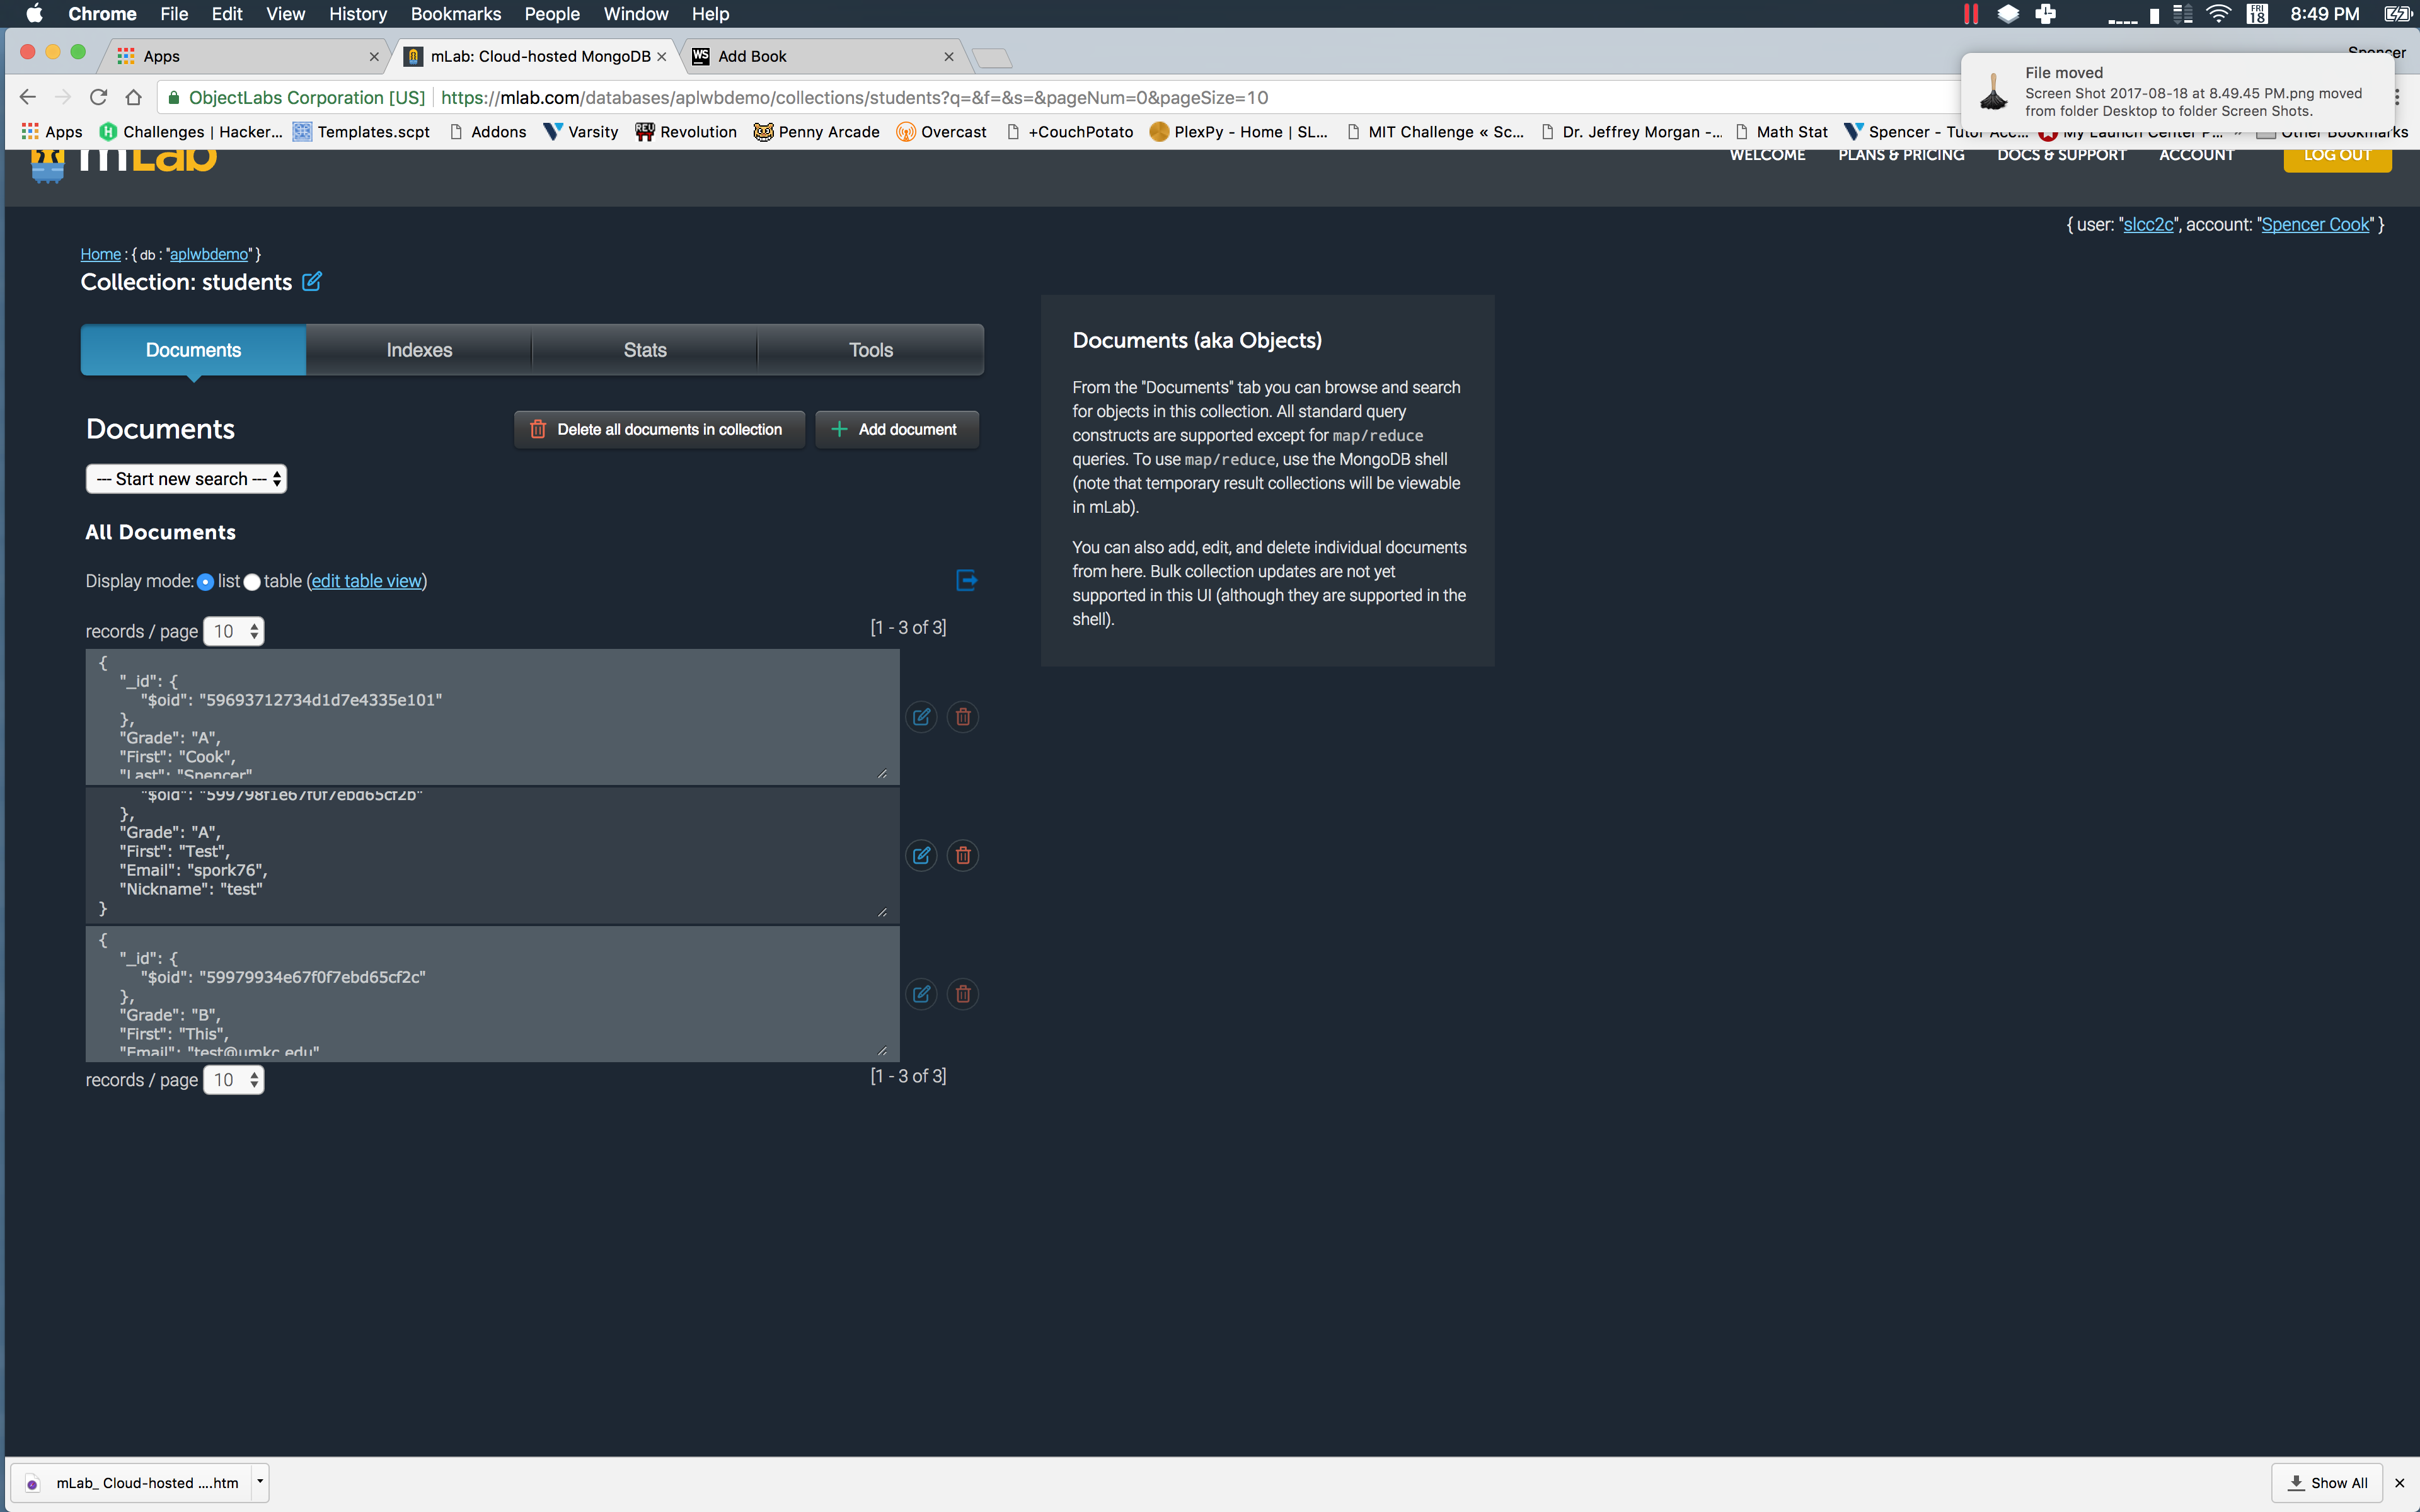 Chrome File Edit View History Bookmarks People Window Help
FRI 18 8:49 PM
Apps
mLab: Cloud-hosted MongoDB
WS Add Book
Spencer
File moved
Screen Shot 2017-08-18 at 8.49.45 PM.png moved
from folder Desktop to folder Screen Shots.
ObjectLabs Corporation [US] https://mlab.com/databases/aplwbdemo/collections/students?q=&f=&s=&pageNum=0&pageSize=10
Apps Challenges | Hacker... Templates.scpt Addons Varsity REU Revolution Penny Arcade Overcast +CouchPotato PlexPy - Home | SL... MIT Challenge « Sc... Dr. Jeffrey Morgan -... Math Stat Spencer - Tutor Acc... My Launch Center P... » Other Bookmarks
mLab
WELCOME PLANS & PRICING DOCS & SUPPORT ACCOUNT LOG OUT
{ user: "slcc2c", account: "Spencer Cook" }
Home : { db : "aplwbdemo" }
Collection: students
Documents Indexes Stats Tools
Documents
Delete all documents in collection
Add document
--- Start new search ---
All Documents
Display mode: list table (edit table view)
records / page 10
[1 - 3 of 3]
{
"_id": {
"$oid": "59693712734d1d7e4335e101"
},
"Grade": "A",
"First": "Cook",
"Last": "Spencer"
"$oid": "599798f1e67f0f7ebd65cf2b"
},
"Grade": "A",
"First": "Test",
"Email": "spork76",
"Nickname": "test"
}
{
"_id": {
"$oid": "59979934e67f0f7ebd65cf2c"
},
"Grade": "B",
"First": "This",
"Email": "test@umkc.edu"
records / page 10
[1 - 3 of 3]
Documents (aka Objects)
From the "Documents" tab you can browse and search
for objects in this collection. All standard query
constructs are supported except for map/reduce
queries. To use map/reduce, use the MongoDB shell
(note that temporary result collections will be viewable
in mLab).
You can also add, edit, and delete individual documents
from here. Bulk collection updates are not yet
supported in this UI (although they are supported in the
shell).
mLab_ Cloud-hosted ....htm
Show All